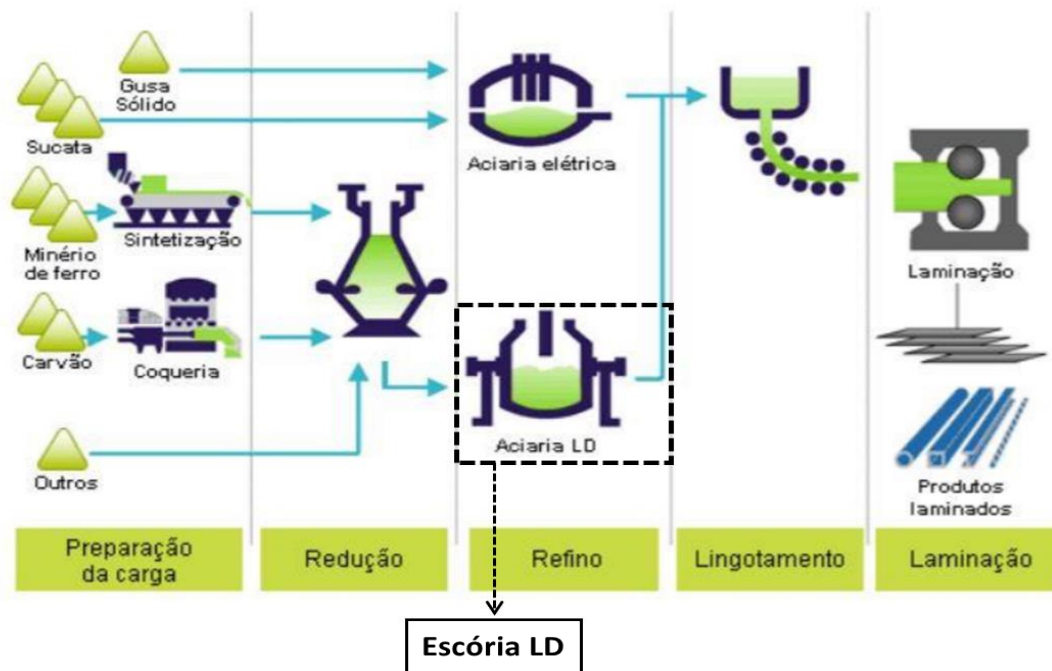 Gusa
Sólido
Sucata
Aciaria elétrica
Sintetização
Minério
de ferro
Laminação
Carvão
Coqueria
Aciaria LD
Outros
Produtos
laminados
Preparação
da carga
Redução
Refino
Lingotamento
Laminação
Escória LD